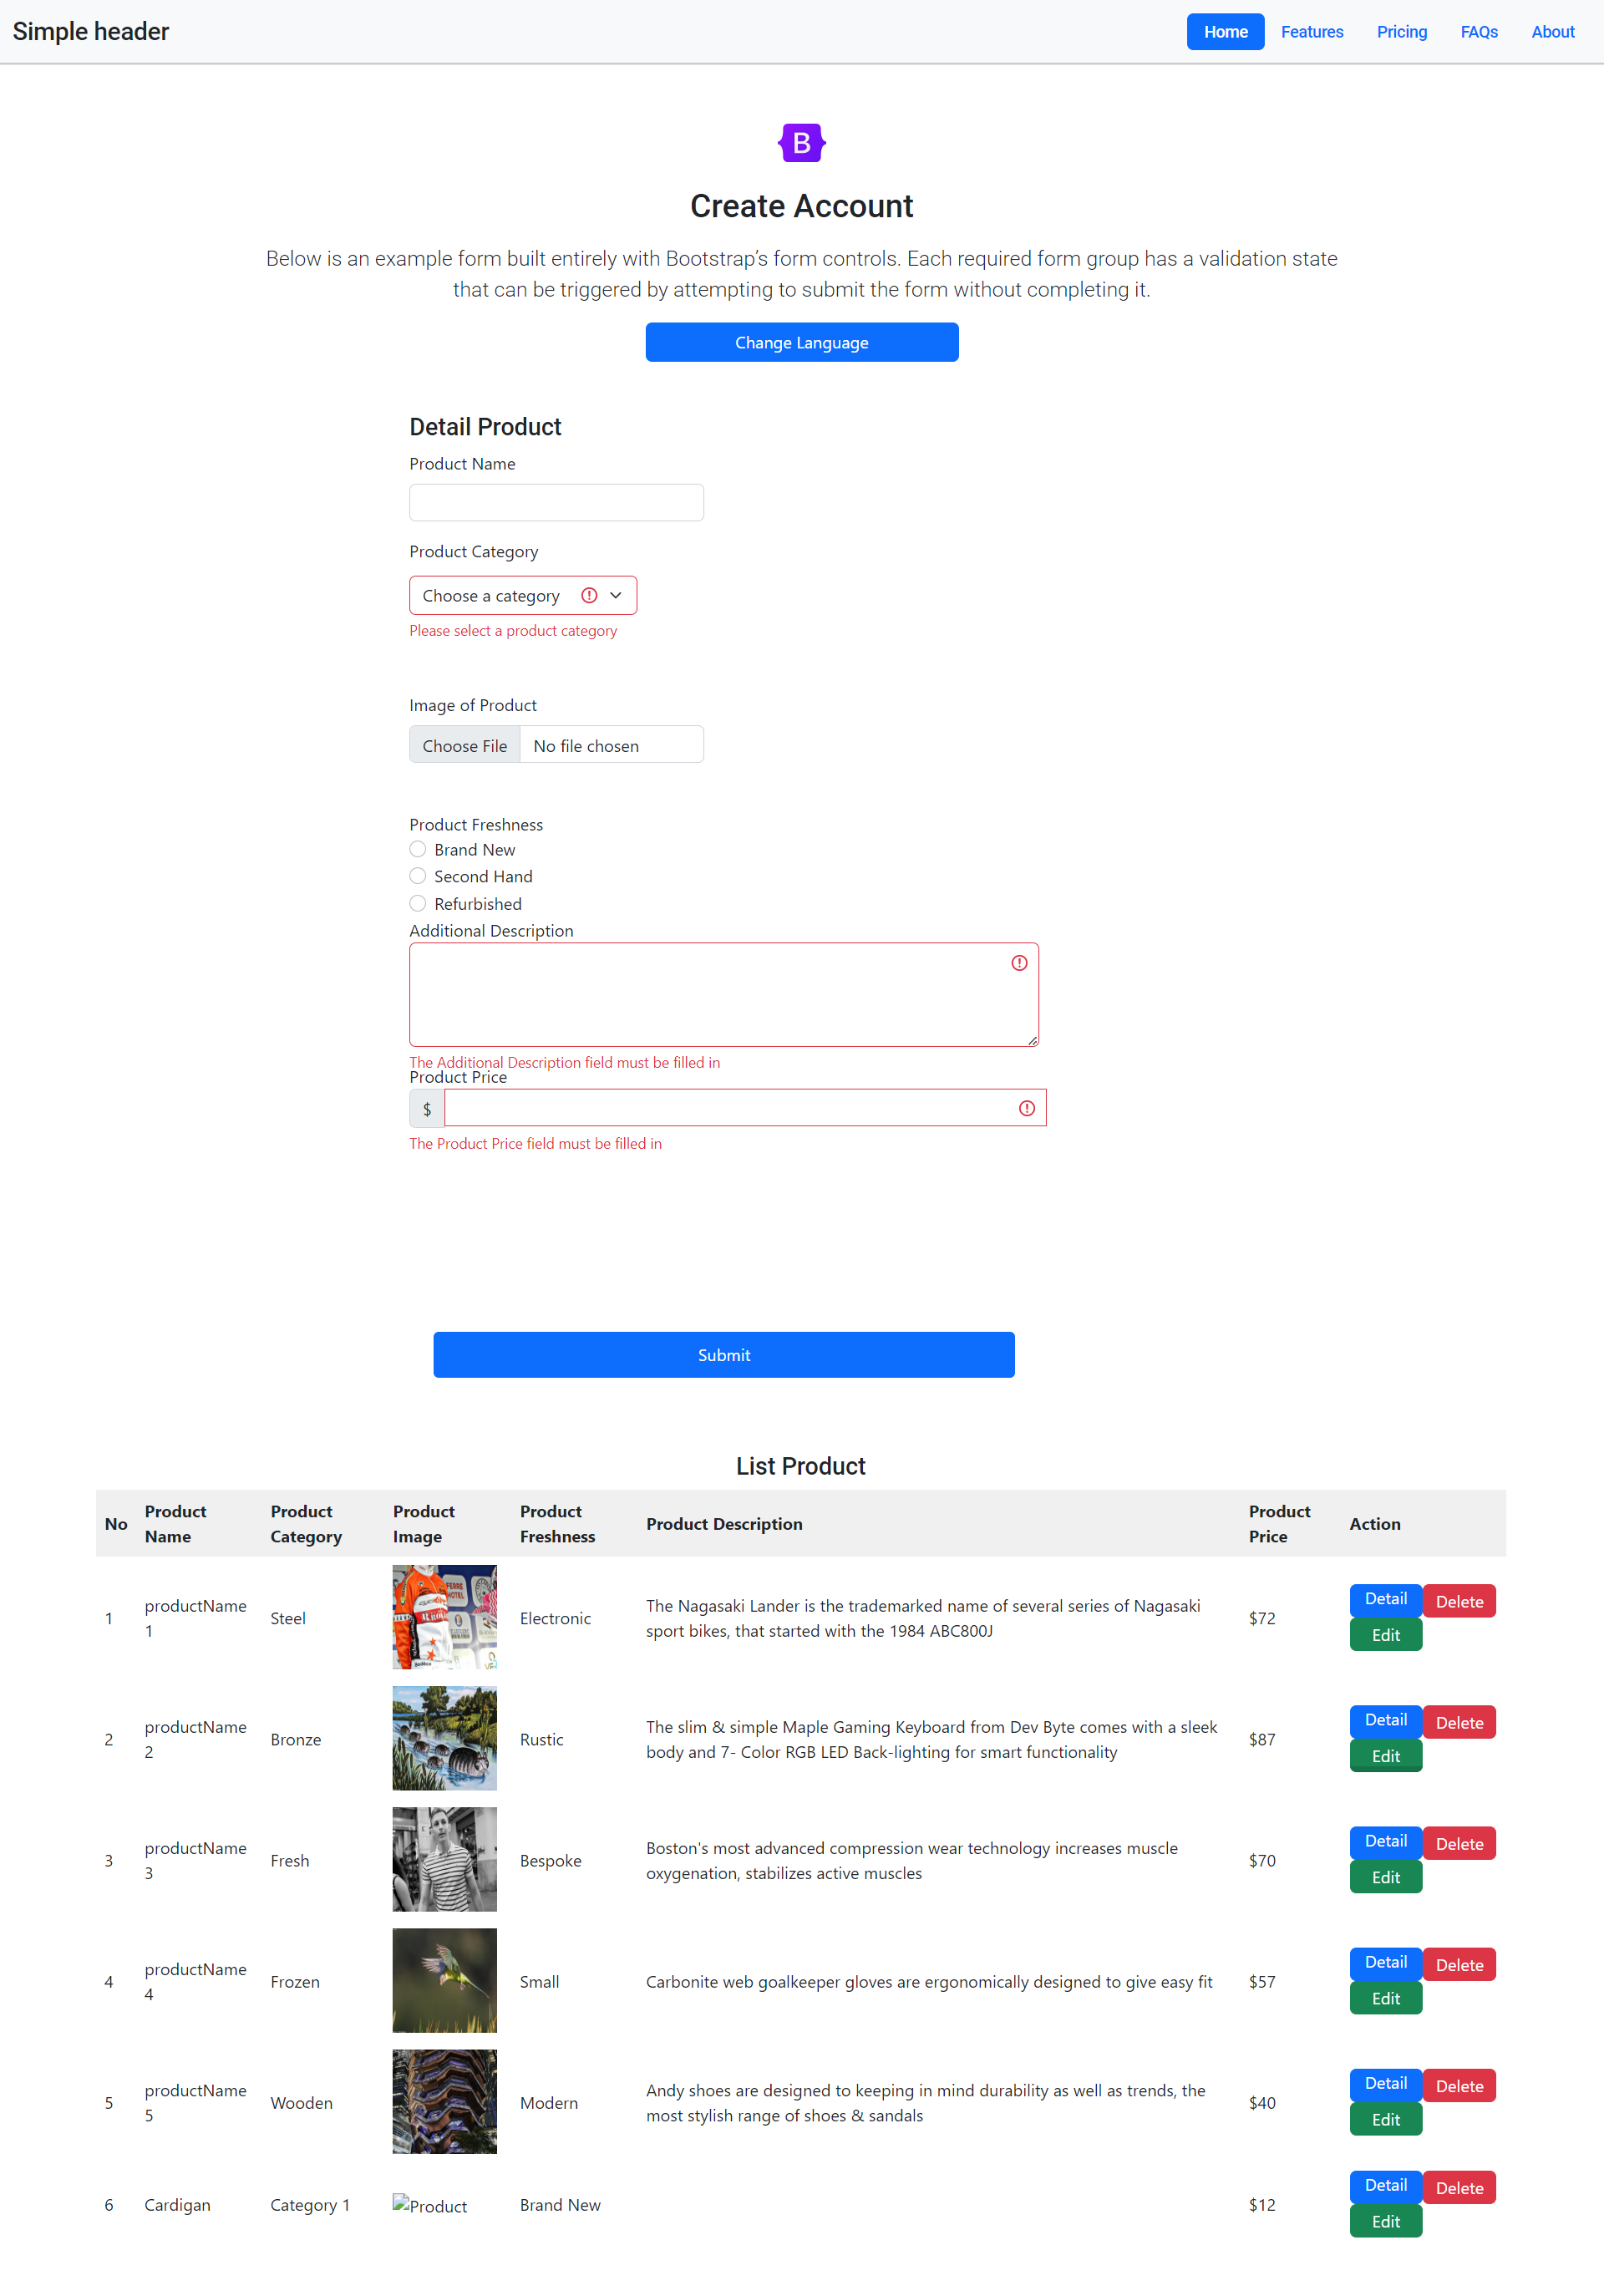 Simple header
Home Features Pricing FAQs About
B
Create Account
Below is an example form built entirely with Bootstrap’s form controls. Each required form group has a validation state
that can be triggered by attempting to submit the form without completing it.
Change Language
Detail Product
Product Name
Product Category
Choose a category
Please select a product category
Image of Product
Choose File No file chosen
Product Freshness
Brand New
Second Hand
Refurbished
Additional Description
The Additional Description field must be filled in
Product Price
$
The Product Price field must be filled in
Submit
List Product
No Product Name Product Category Product Image Product Freshness Product Description Product Price Action
1 productName 1 Steel Electronic The Nagasaki Lander is the trademarked name of several series of Nagasaki
sport bikes, that started with the 1984 ABC800J $72 Detail Delete
Edit
2 productName 2 Bronze Rustic The slim & simple Maple Gaming Keyboard from Dev Byte comes with a sleek
body and 7- Color RGB LED Back-lighting for smart functionality $87 Detail Delete
Edit
3 productName 3 Fresh Bespoke Boston's most advanced compression wear technology increases muscle
oxygenation, stabilizes active muscles $70 Detail Delete
Edit
4 productName 4 Frozen Small Carbonite web goalkeeper gloves are ergonomically designed to give easy fit $57 Detail Delete
Edit
5 productName 5 Wooden Modern Andy shoes are designed to keeping in mind durability as well as trends, the
most stylish range of shoes & sandals $40 Detail Delete
Edit
6 Cardigan Category 1 Product Brand New $12 Detail Delete
Edit